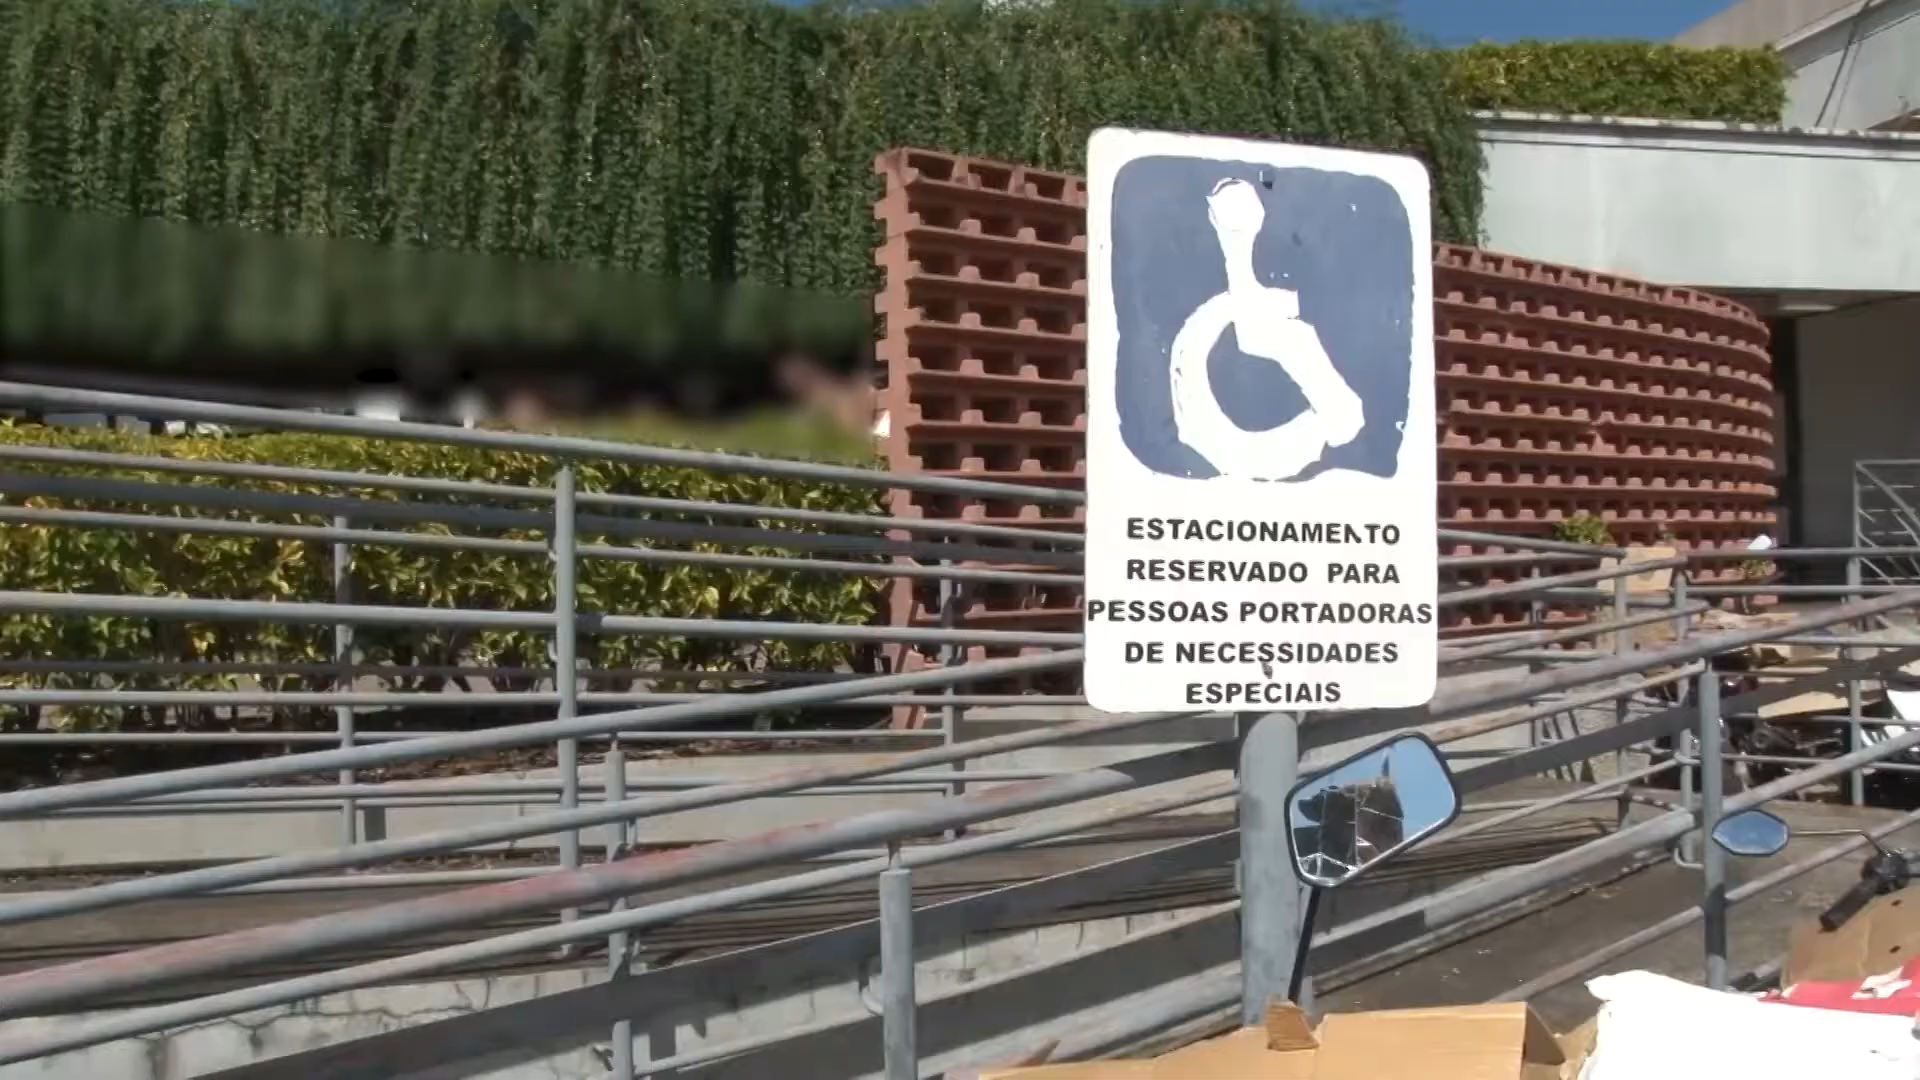 ESTACIONAMENTO
RESERVADO PARA
PESSOAS PORTADORAS
DE NECESSIDADES
ESPECIAIS